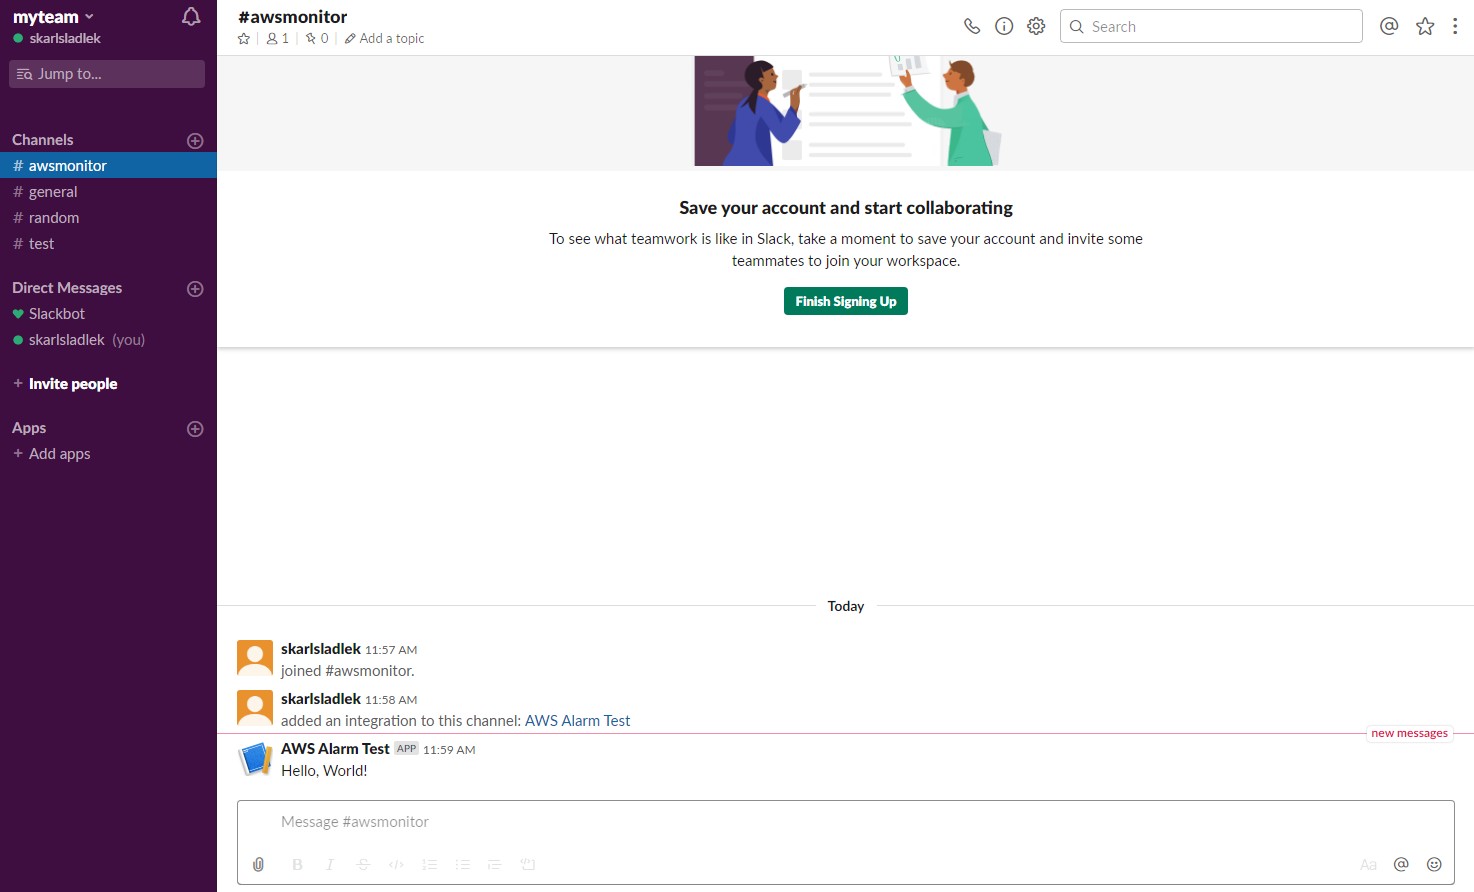 myteam
skarlsladlek
Jump to...
Channels
# awsmonitor
# general
# random
# test
Direct Messages
Slackbot
skarlsladlek (you)
+ Invite people
Apps
+ Add apps
#awsmonitor
1 | 0 | Add a topic
Search
Save your account and start collaborating
To see what teamwork is like in Slack, take a moment to save your account and invite some
teammates to join your workspace.
Finish Signing Up
Today
skarlsladlek 11:57 AM
joined #awsmonitor.
skarlsladlek 11:58 AM
added an integration to this channel: AWS Alarm Test
new messages
AWS Alarm Test APP 11:59 AM
Hello, World!
Message #awsmonitor
B I S </> Aa @